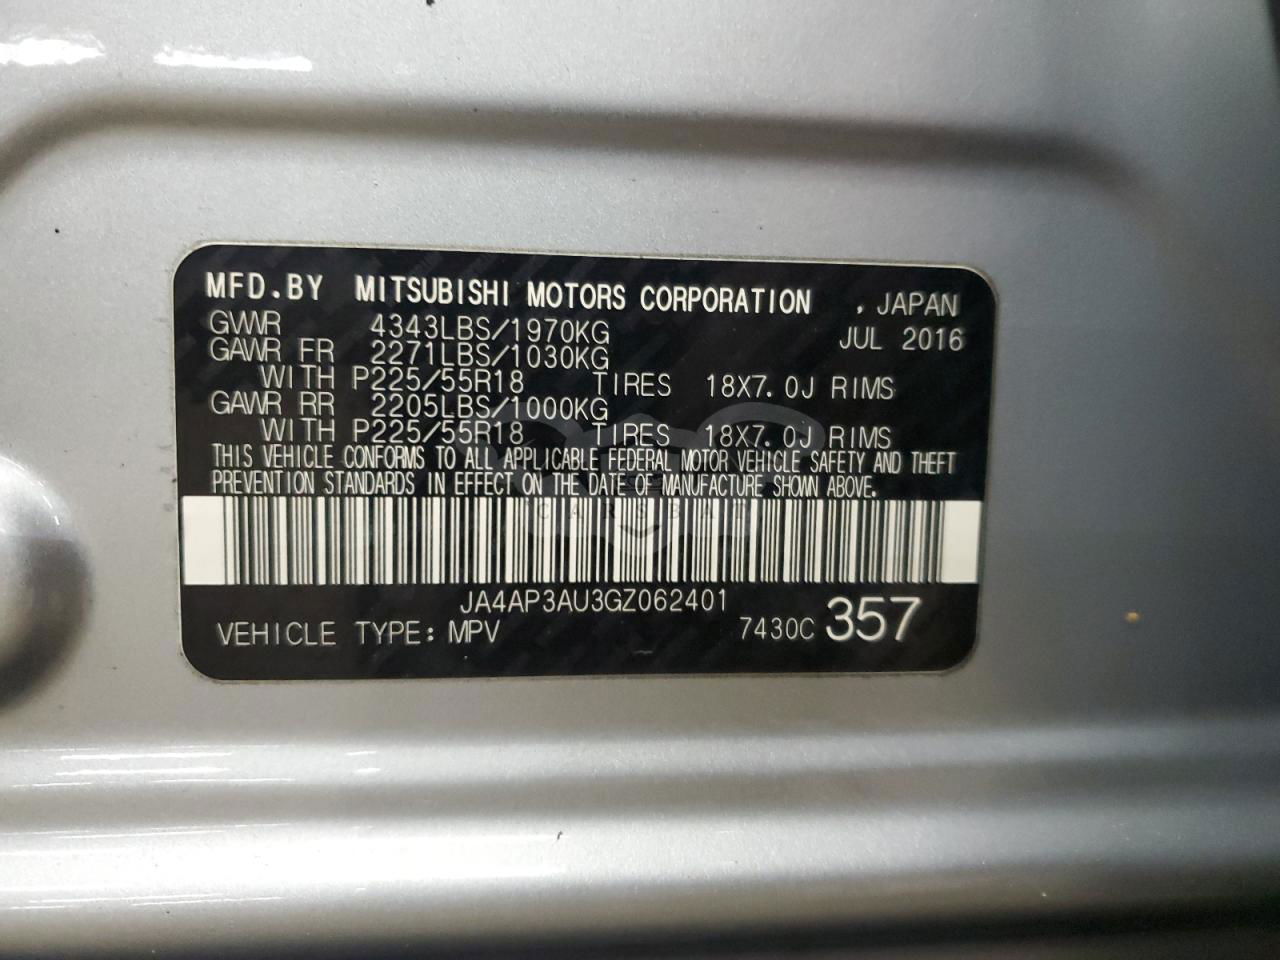 MFD.BY MITSUBISHI MOTORS CORPORATION , JAPAN
GVWR 4343LBS/1970KG JUL 2016
GAWR FR 2271LBS/1030KG
WITH P225/55R18 TIRES 18X7.0J RIMS
GAWR RR 2205LBS/1000KG
WITH P225/55R18 TIRES 18X7.0J RIMS
THIS VEHICLE CONFORMS TO ALL APPLICABLE FEDERAL MOTOR VEHICLE SAFETY AND THEFT
PREVENTION STANDARDS IN EFFECT ON THE DATE OF MANUFACTURE SHOWN ABOVE.
JA4AP3AU3GZ062401
VEHICLE TYPE: MPV 7430C 357